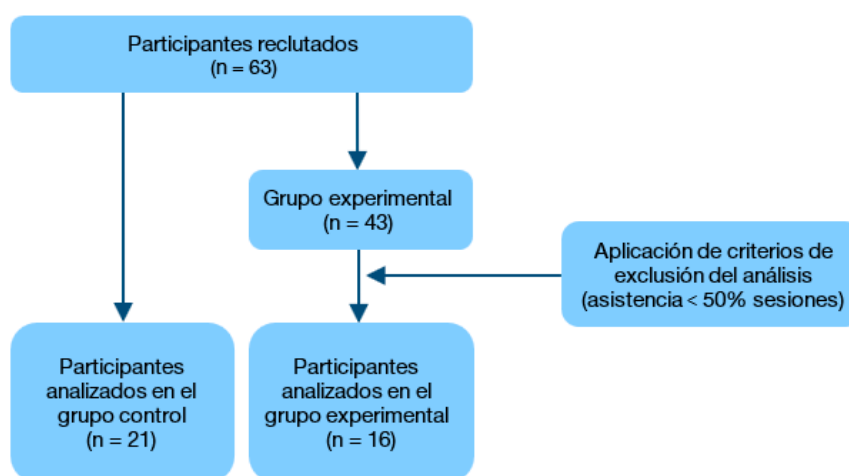 Participantes reclutados
(n = 63)
Grupo experimental
(n = 43)
Aplicación de criterios de
exclusión del análisis
(asistencia < 50% sesiones)
Participantes
analizados en el
grupo control
(n = 21)
Participantes
analizados en el
grupo experimental
(n = 16)